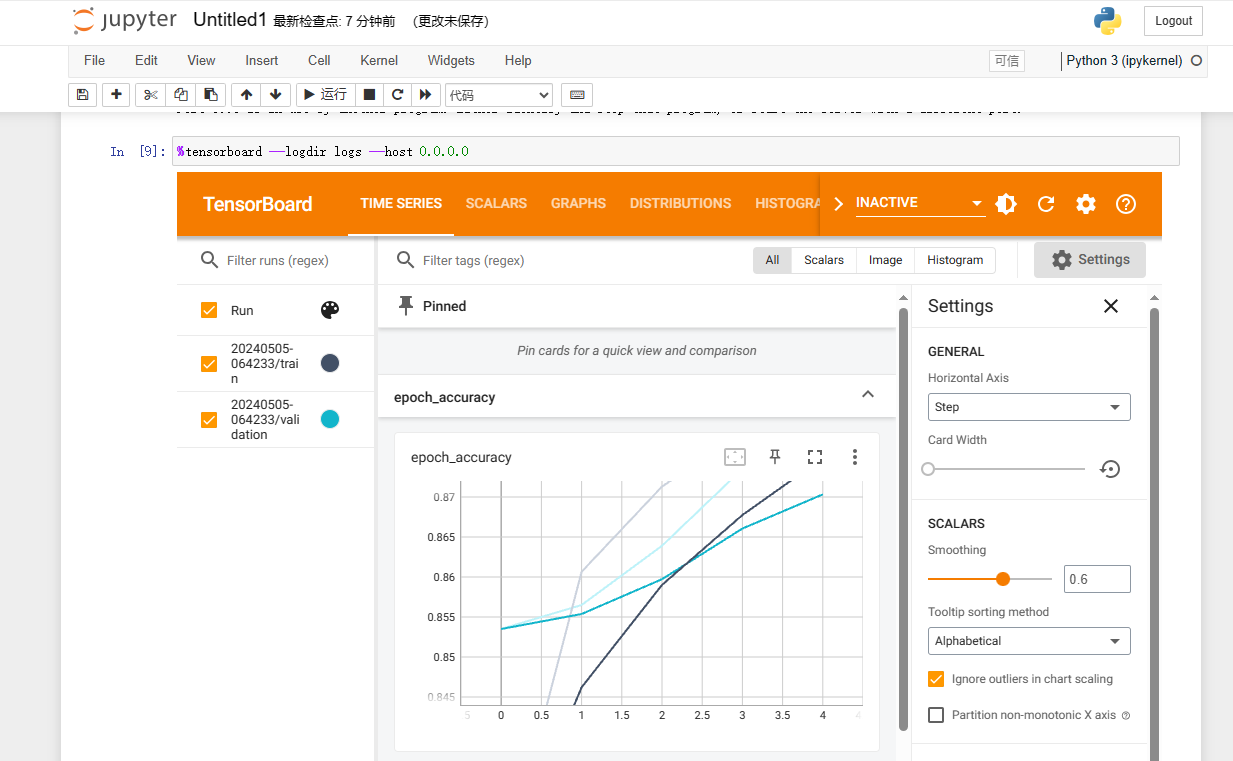 jupyter Untitled1 最新检查点: 7 分钟前 (更改未保存)
Logout
File Edit View Insert Cell Kernel Widgets Help
可信 Python 3 (ipykernel)
运行 代码
In [9]: %tensorboard --logdir logs --host 0.0.0.0
TensorBoard TIME SERIES SCALARS GRAPHS DISTRIBUTIONS HISTOGRA INACTIVE
Filter runs (regex)
Run
20240505-
064233/trai
n
20240505-
064233/vali
dation
Filter tags (regex)
All Scalars Image Histogram
Settings
Pinned
Pin cards for a quick view and comparison
epoch_accuracy
epoch_accuracy
0.87
0.865
0.86
0.855
0.85
0.845
0 0.5 1 1.5 2 2.5 3 3.5 4
Settings
GENERAL
Horizontal Axis
Step
Card Width
SCALARS
Smoothing
0.6
Tooltip sorting method
Alphabetical
Ignore outliers in chart scaling
Partition non-monotonic X axis